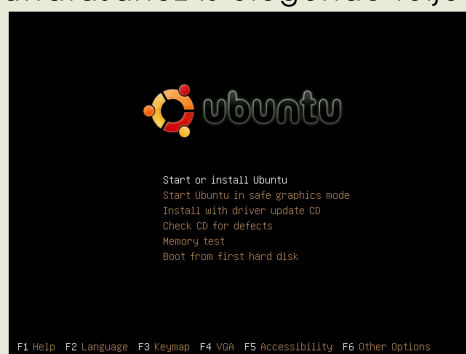 ubuntu
Start or install Ubuntu
Start Ubuntu in safe graphics mode
Install with driver update CD
Check CD for defects
Memory test
Boot from first hard disk
F1 Help F2 Language F3 Keymap F4 VGA F5 Accessibility F6 Other Options